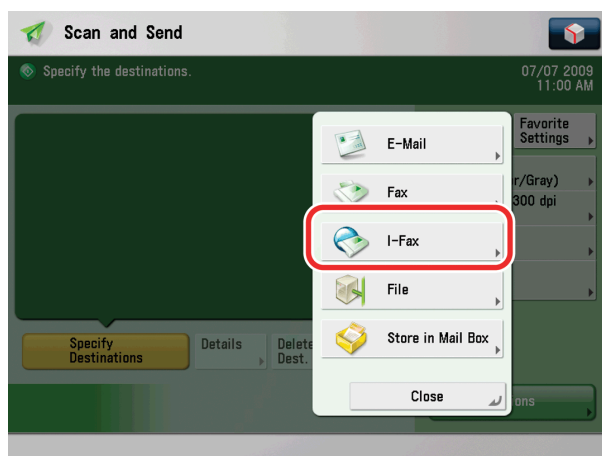 Scan and Send
Specify the destinations.
07/07 2009
11:00 AM
E-Mail
Fax
I-Fax
File
Store in Mail Box
Close
Favorite
Settings
r/Gray)
300 dpi
Specify
Destinations
Details
Delete
Dest.
ons